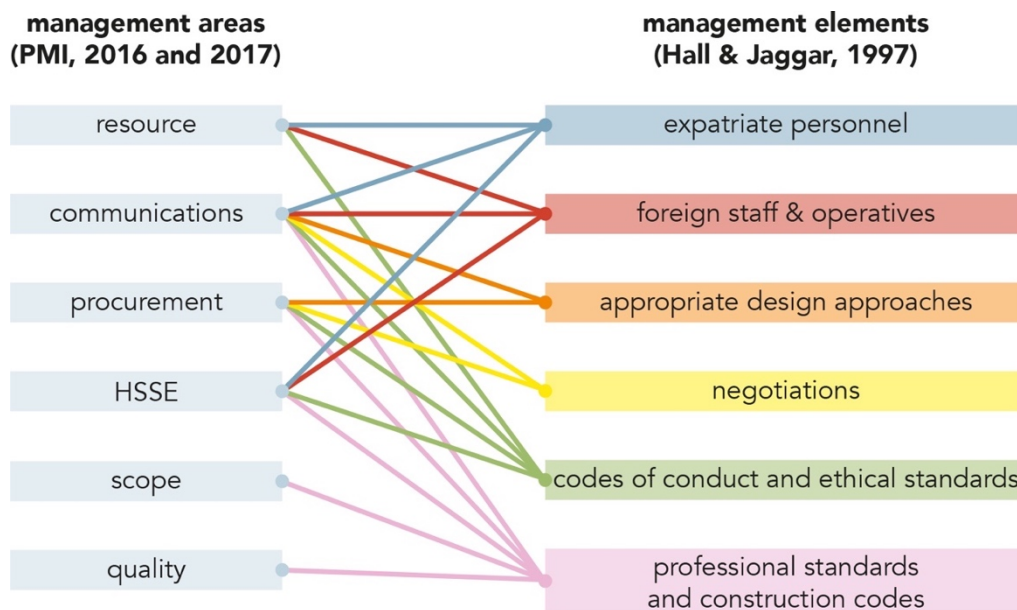 management areas
(PMI, 2016 and 2017)
resource
communications
procurement
HSSE
scope
quality
management elements
(Hall & Jaggar, 1997)
expatriate personnel
foreign staff & operatives
appropriate design approaches
negotiations
codes of conduct and ethical standards
professional standards
and construction codes